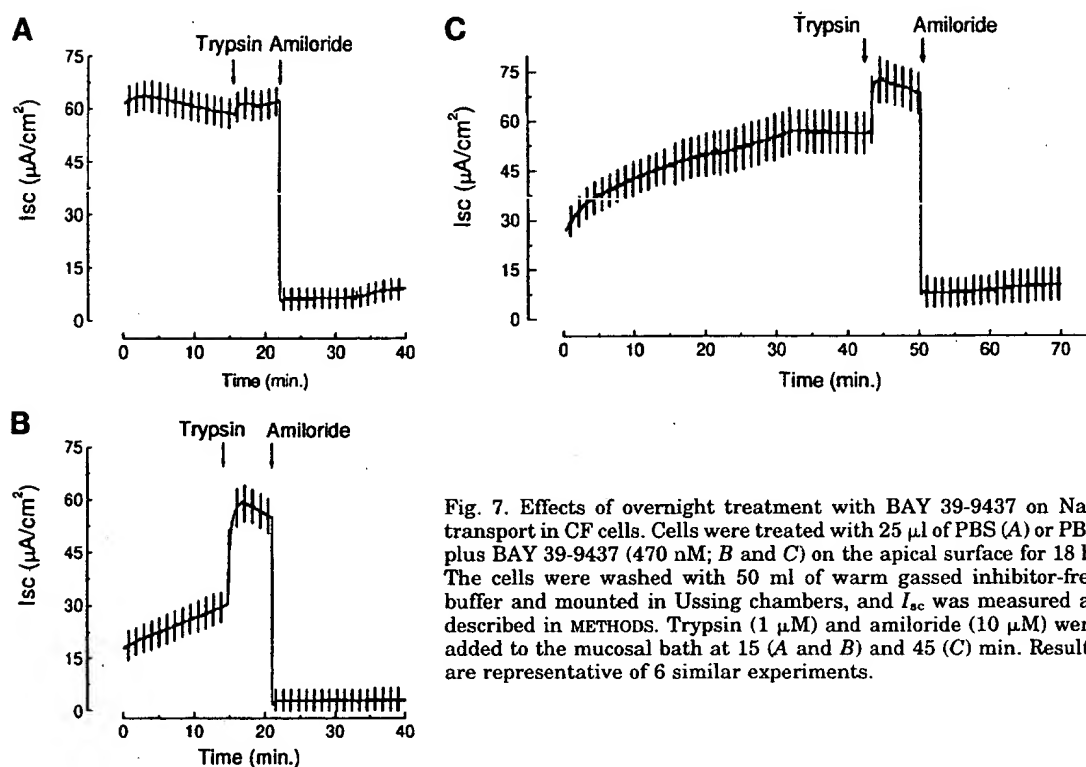 A
Trypsin Amiloride
75
60
45
30
15
0
Isc (µA/cm²)
0 10 20 30 40
Time (min.)
C
Trypsin Amiloride
75
60
45
30
15
0
Isc (µA/cm²)
0 10 20 30 40 50 60 70
Time (min.)
B
Trypsin Amiloride
75
60
45
30
15
0
Isc (µA/cm²)
0 10 20 30 40
Time (min.)
Fig. 7. Effects of overnight treatment with BAY 39-9437 on Na
transport in CF cells. Cells were treated with 25 µl of PBS (A) or PB
plus BAY 39-9437 (470 nM; B and C) on the apical surface for 18 h
The cells were washed with 50 ml of warm gassed inhibitor-fre
buffer and mounted in Ussing chambers, and Isc was measured a
described in METHODS. Trypsin (1 µM) and amiloride (10 µM) wer
added to the mucosal bath at 15 (A and B) and 45 (C) min. Result
are representative of 6 similar experiments.